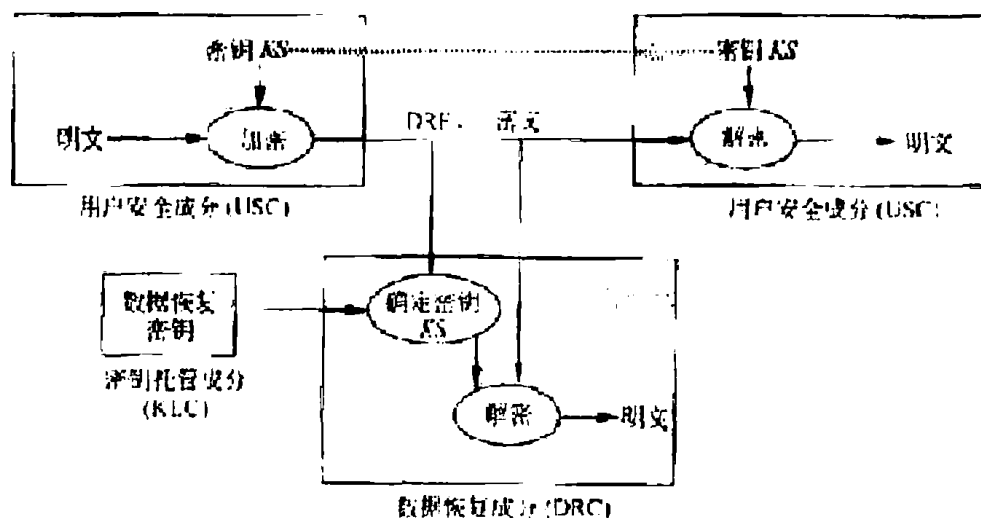 密钥 KS
密钥 KS
明文
加密
DRF,
密文
解密
明文
用户安全成分 (USC)
用户安全成分 (USC)
数据恢复
密钥
确定密钥
KS
密钥托管成分
(KEC)
解密
明文
数据恢复成分 (DRC)